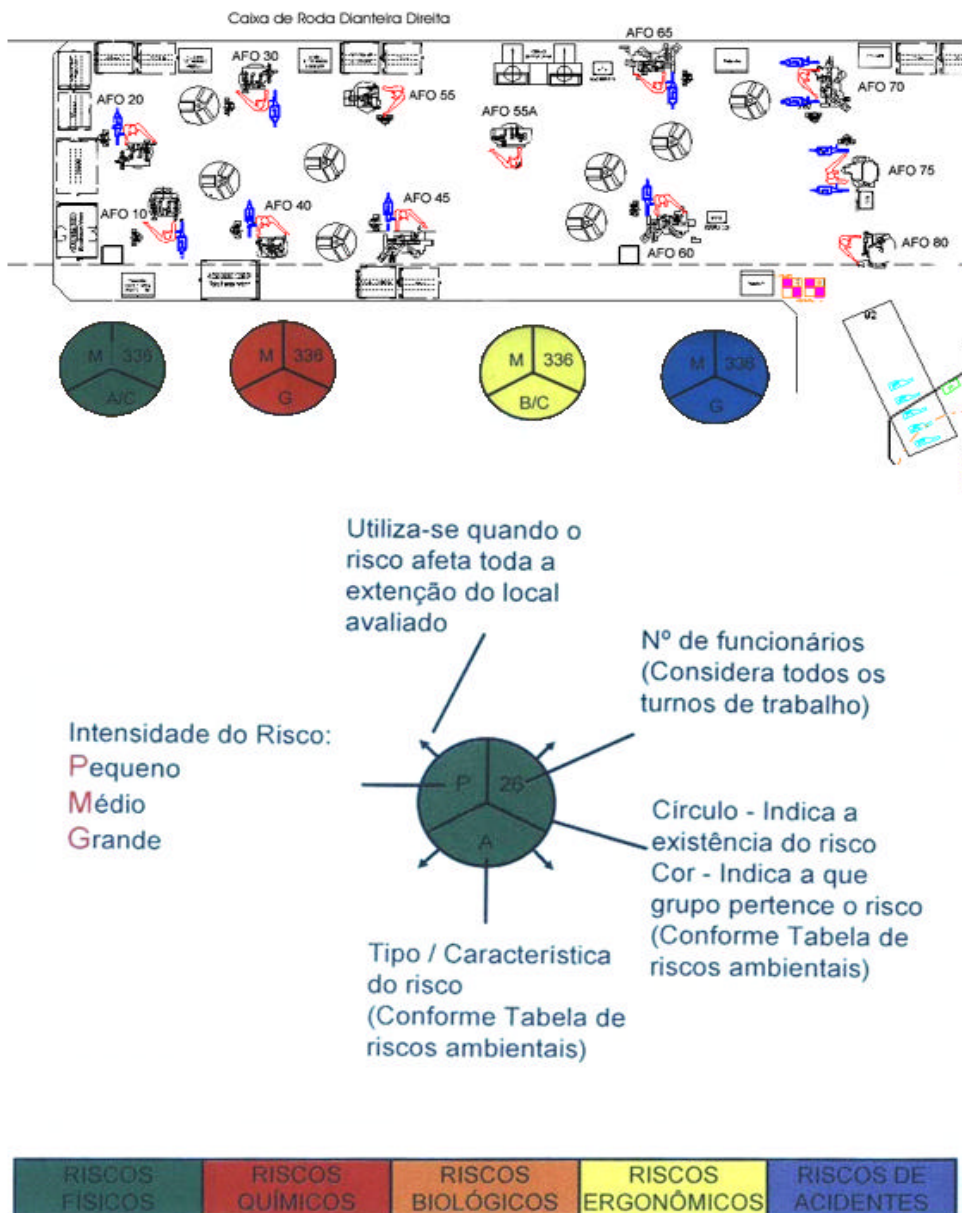 Caixa de Roda Dianteira Direita
AFO 65
AFO 30
AFO 70
AFO 20
AFO 55
AFO 55A
AFO 75
AFO 10
AFO 40
AFO 45
AFO 80
AFO 60
92
M 336
A/C
M 336
G
M 336
B/C
M 336
G
Utiliza-se quando o
risco afeta toda a
extenção do local
avaliado
Nº de funcionários
(Considera todos os
turnos de trabalho)
Intensidade do Risco:
Pequeno
Médio
Grande
P 26
A
Círculo - Indica a
existência do risco
Cor - Indica a que
grupo pertence o risco
(Conforme Tabela de
riscos ambientais)
Tipo / Característica
do risco
(Conforme Tabela de
riscos ambientais)
RISCOS
FÍSICOS
RISCOS
QUÍMICOS
RISCOS
BIOLÓGICOS
RISCOS
ERGONÔMICOS
RISCOS DE
ACIDENTES